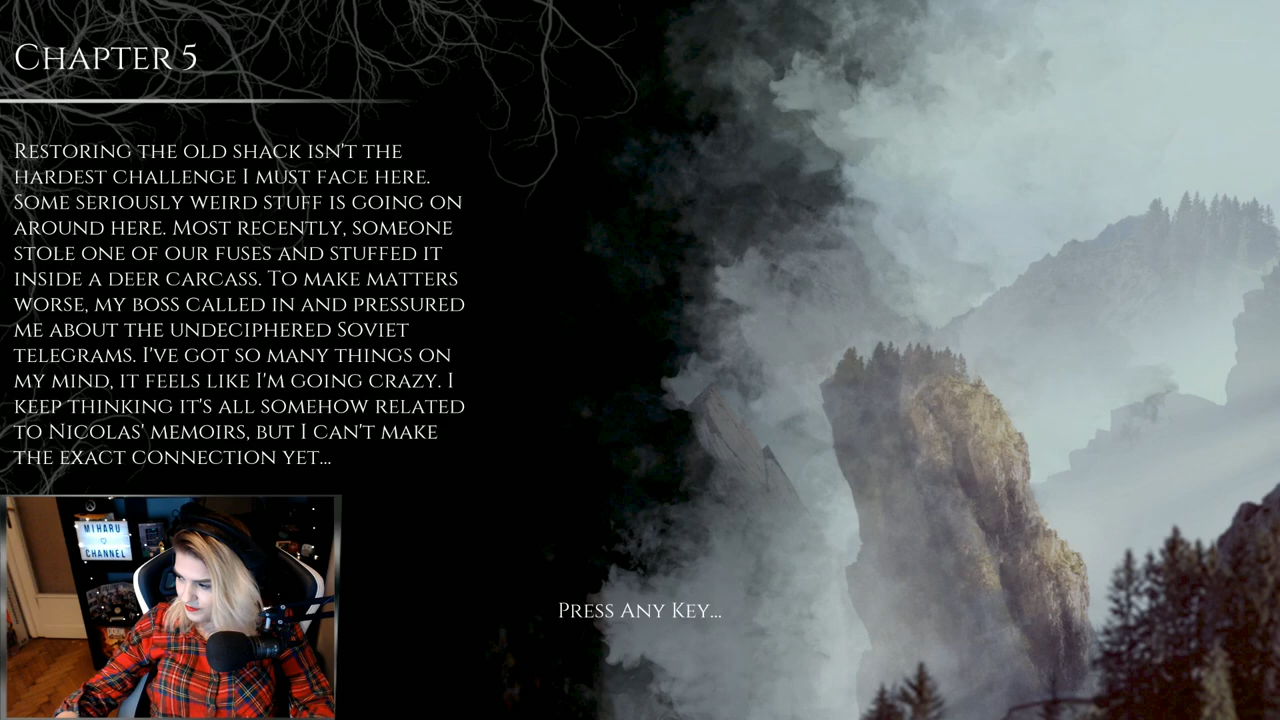 Chapter 5
Restoring the old shack isn't the
hardest challenge I must face here.
Some seriously weird stuff is going on
around here. Most recently, someone
stole one of our fuses and stuffed it
inside a deer carcass. To make matters
worse, my boss called in and pressured
me about the undeciphered Soviet
telegrams. I've got so many things on
my mind, it feels like I'm going crazy. I
keep thinking it's all somehow related
to Nicolas' memoirs, but I can't make
the exact connection yet...
MIHARU
♡
CHANNEL
Press Any Key...